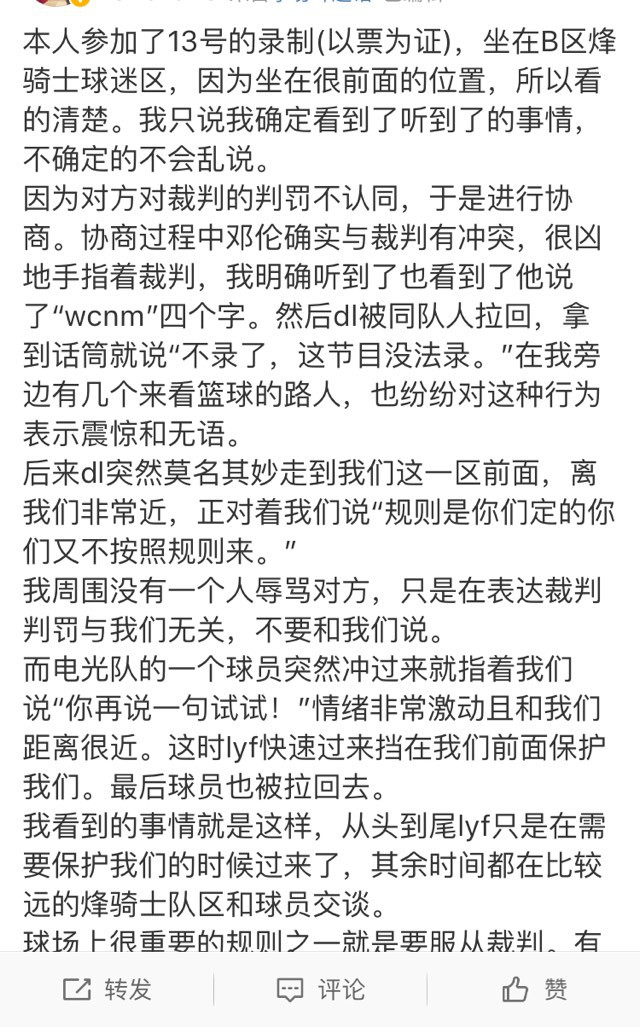 本人参加了13号的录制(以票为证)，坐在B区烽
骑士球迷区，因为坐在很前面的位置，所以看
的清楚。我只说我确定看到了听到了的事情，
不确定的不会乱说。
因为对方对裁判的判罚不认同，于是进行协
商。协商过程中邓伦确实与裁判有冲突，很凶
地手指着裁判，我明确听到了也看到了他说
了“wcnm”四个字。然后dl被同队人拉回，拿
到话筒就说“不录了，这节目没法录。”在我旁
边有几个来看篮球的路人，也纷纷对这种行为
表示震惊和无语。
后来dl突然莫名其妙走到我们这一区前面，离
我们非常近，正对着我们说“规则是你们定的你
们又不按照规则来。”
我周围没有一个人辱骂对方，只是在表达裁判
判罚与我们无关，不要和我们说。
而电光队的一个球员突然冲过来就指着我们
说“你再说一句试试！”情绪非常激动且和我们
距离很近。这时lyf快速过来挡在我们前面保护
我们。最后球员也被拉回去。
我看到的事情就是这样，从头到尾lyf只是在需
要保护我们的时候过来了，其余时间都在比较
远的烽骑士队区和球员交谈。
球场上很重要的规则之一就是要服从裁判。有
转发
评论
赞